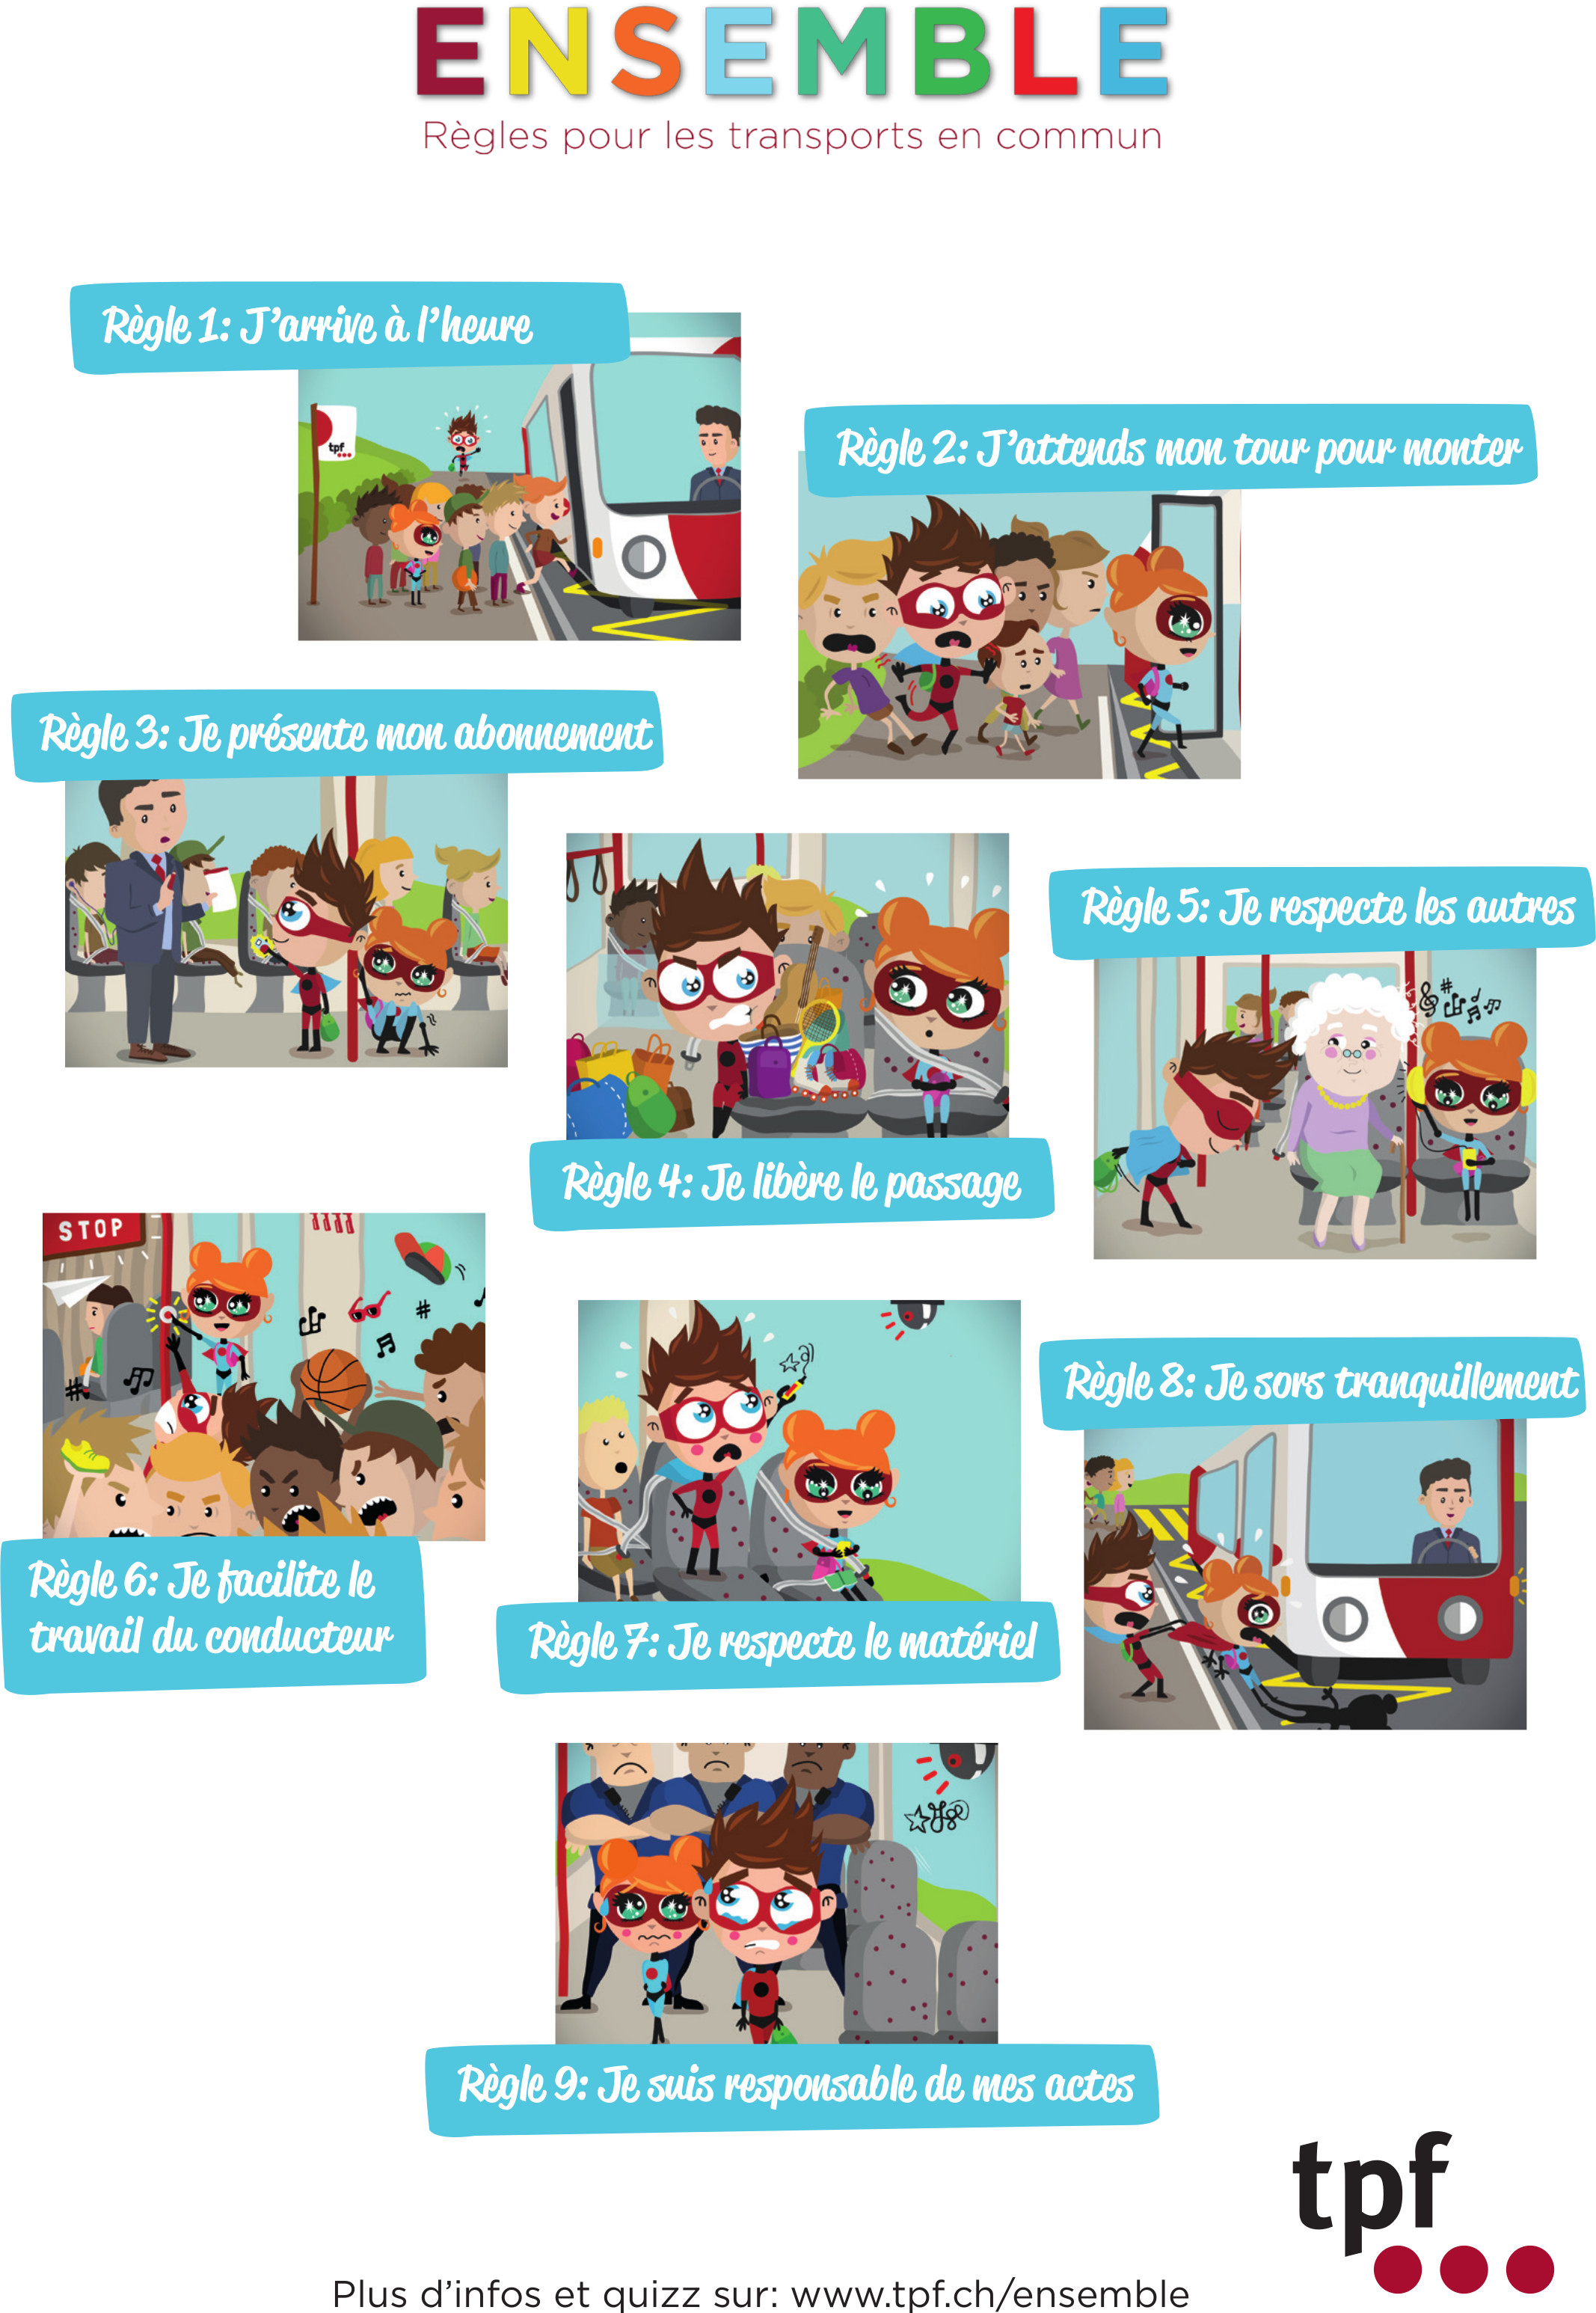 ENSEMBLE
Règles pour les transports en commun
Règle 1: J'arrive à l'heure
tpf
Règle 2: J'attends mon tour pour monter
Règle 3: Je présente mon abonnement
Règle 4: Je libère le passage
Règle 5: Je respecte les autres
STOP
Règle 6: Je facilite le
travail du conducteur
Règle 7: Je respecte le matériel
Règle 8: Je sors tranquillement
Règle 9: Je suis responsable de mes actes
tpf
Plus d'infos et quizz sur: www.tpf.ch/ensemble